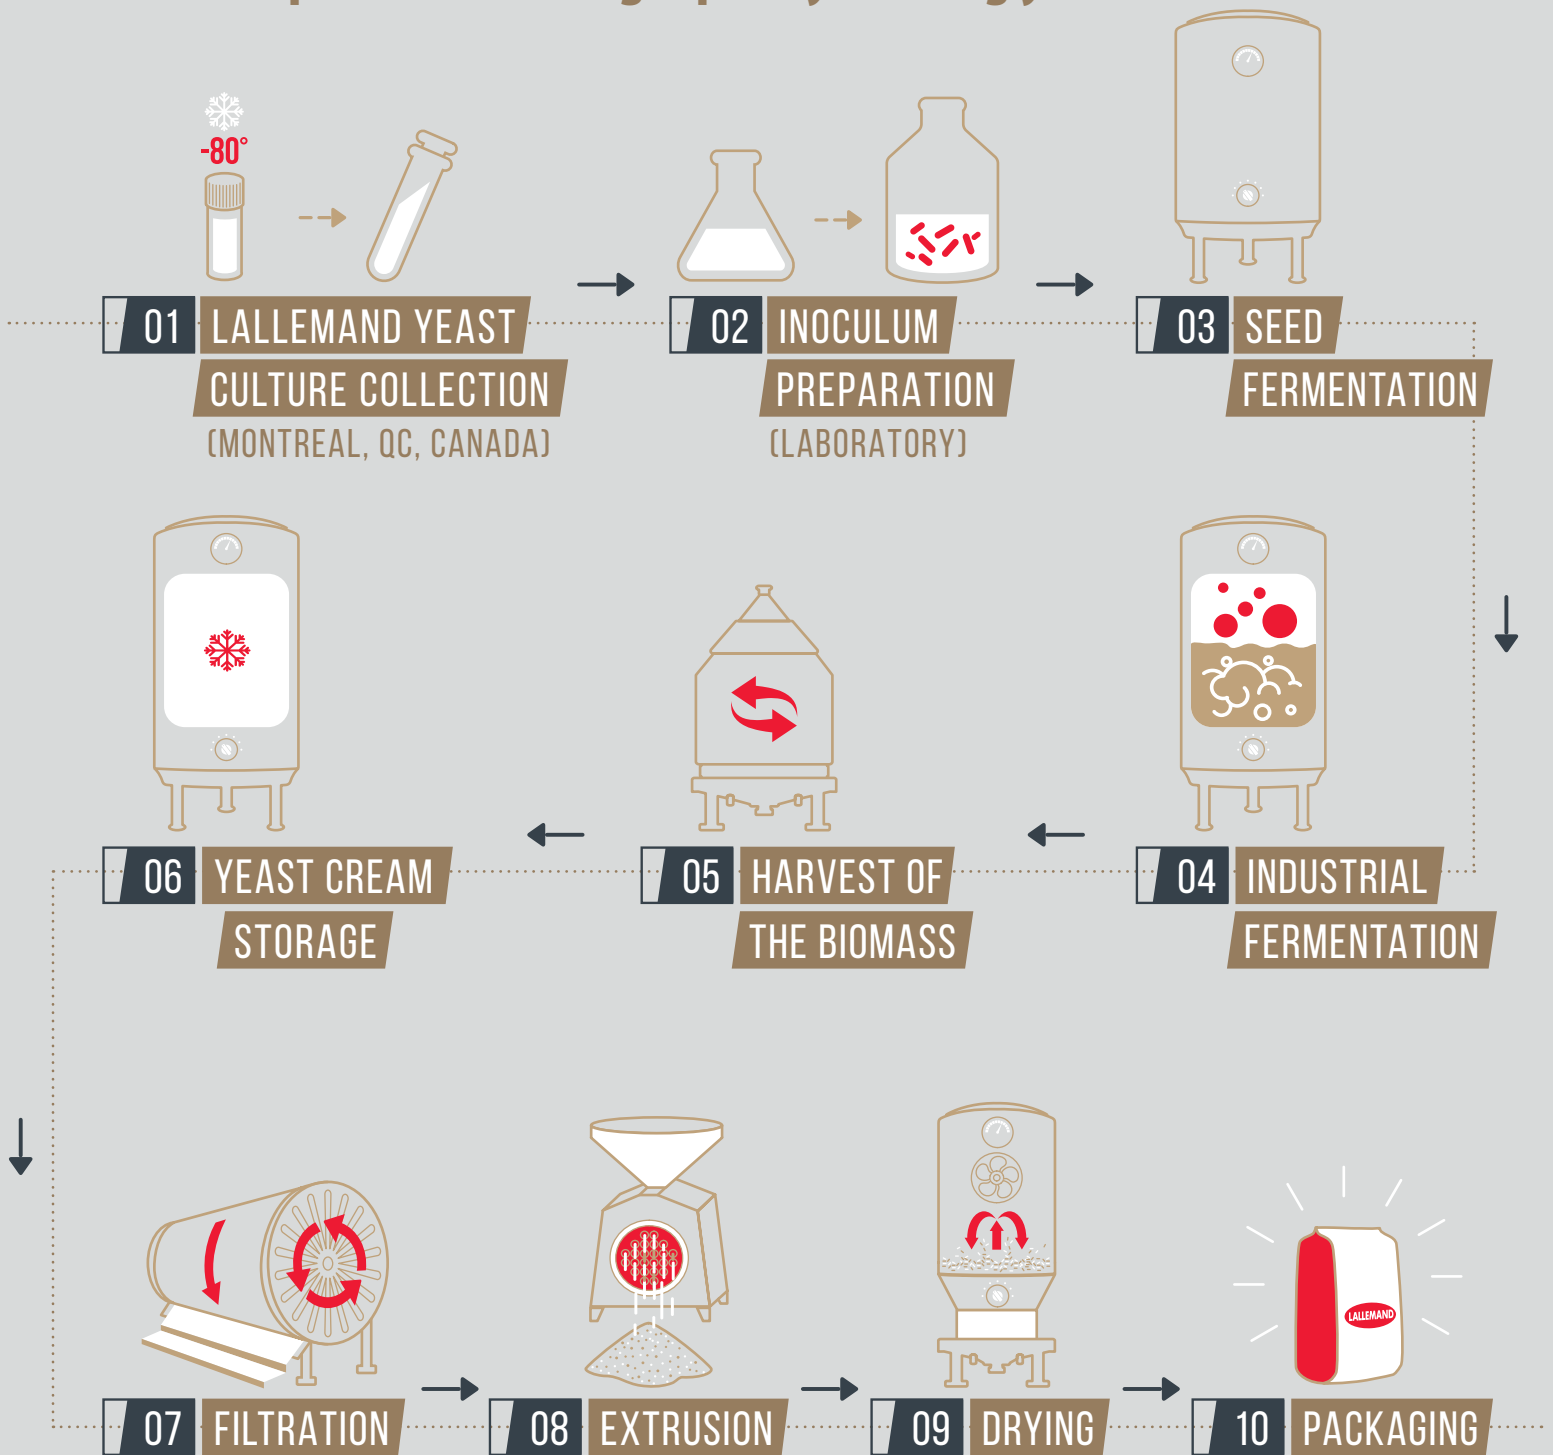 -80°
01 LALLEMAND YEAST
CULTURE COLLECTION
(MONTREAL, QC, CANADA)
02 INOCULUM
PREPARATION
(LABORATORY)
03 SEED
FERMENTATION
04 INDUSTRIAL
FERMENTATION
05 HARVEST OF
THE BIOMASS
06 YEAST CREAM
STORAGE
07 FILTRATION
08 EXTRUSION
09 DRYING
LALLEMAND
10 PACKAGING